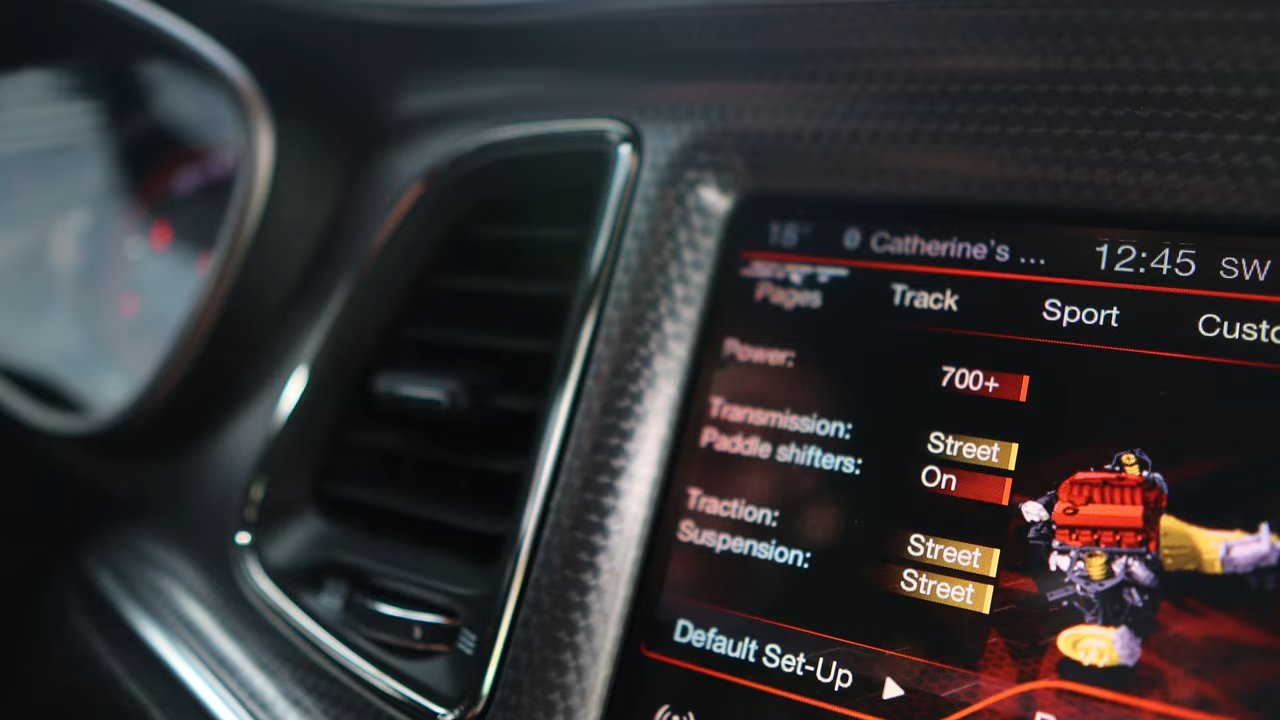 18° Catherine's ... 12:45 SW
Pages Track Sport Custo
Power: 700+
Transmission: Street
Paddle shifters: On
Traction: Street
Suspension: Street
Default Set-Up